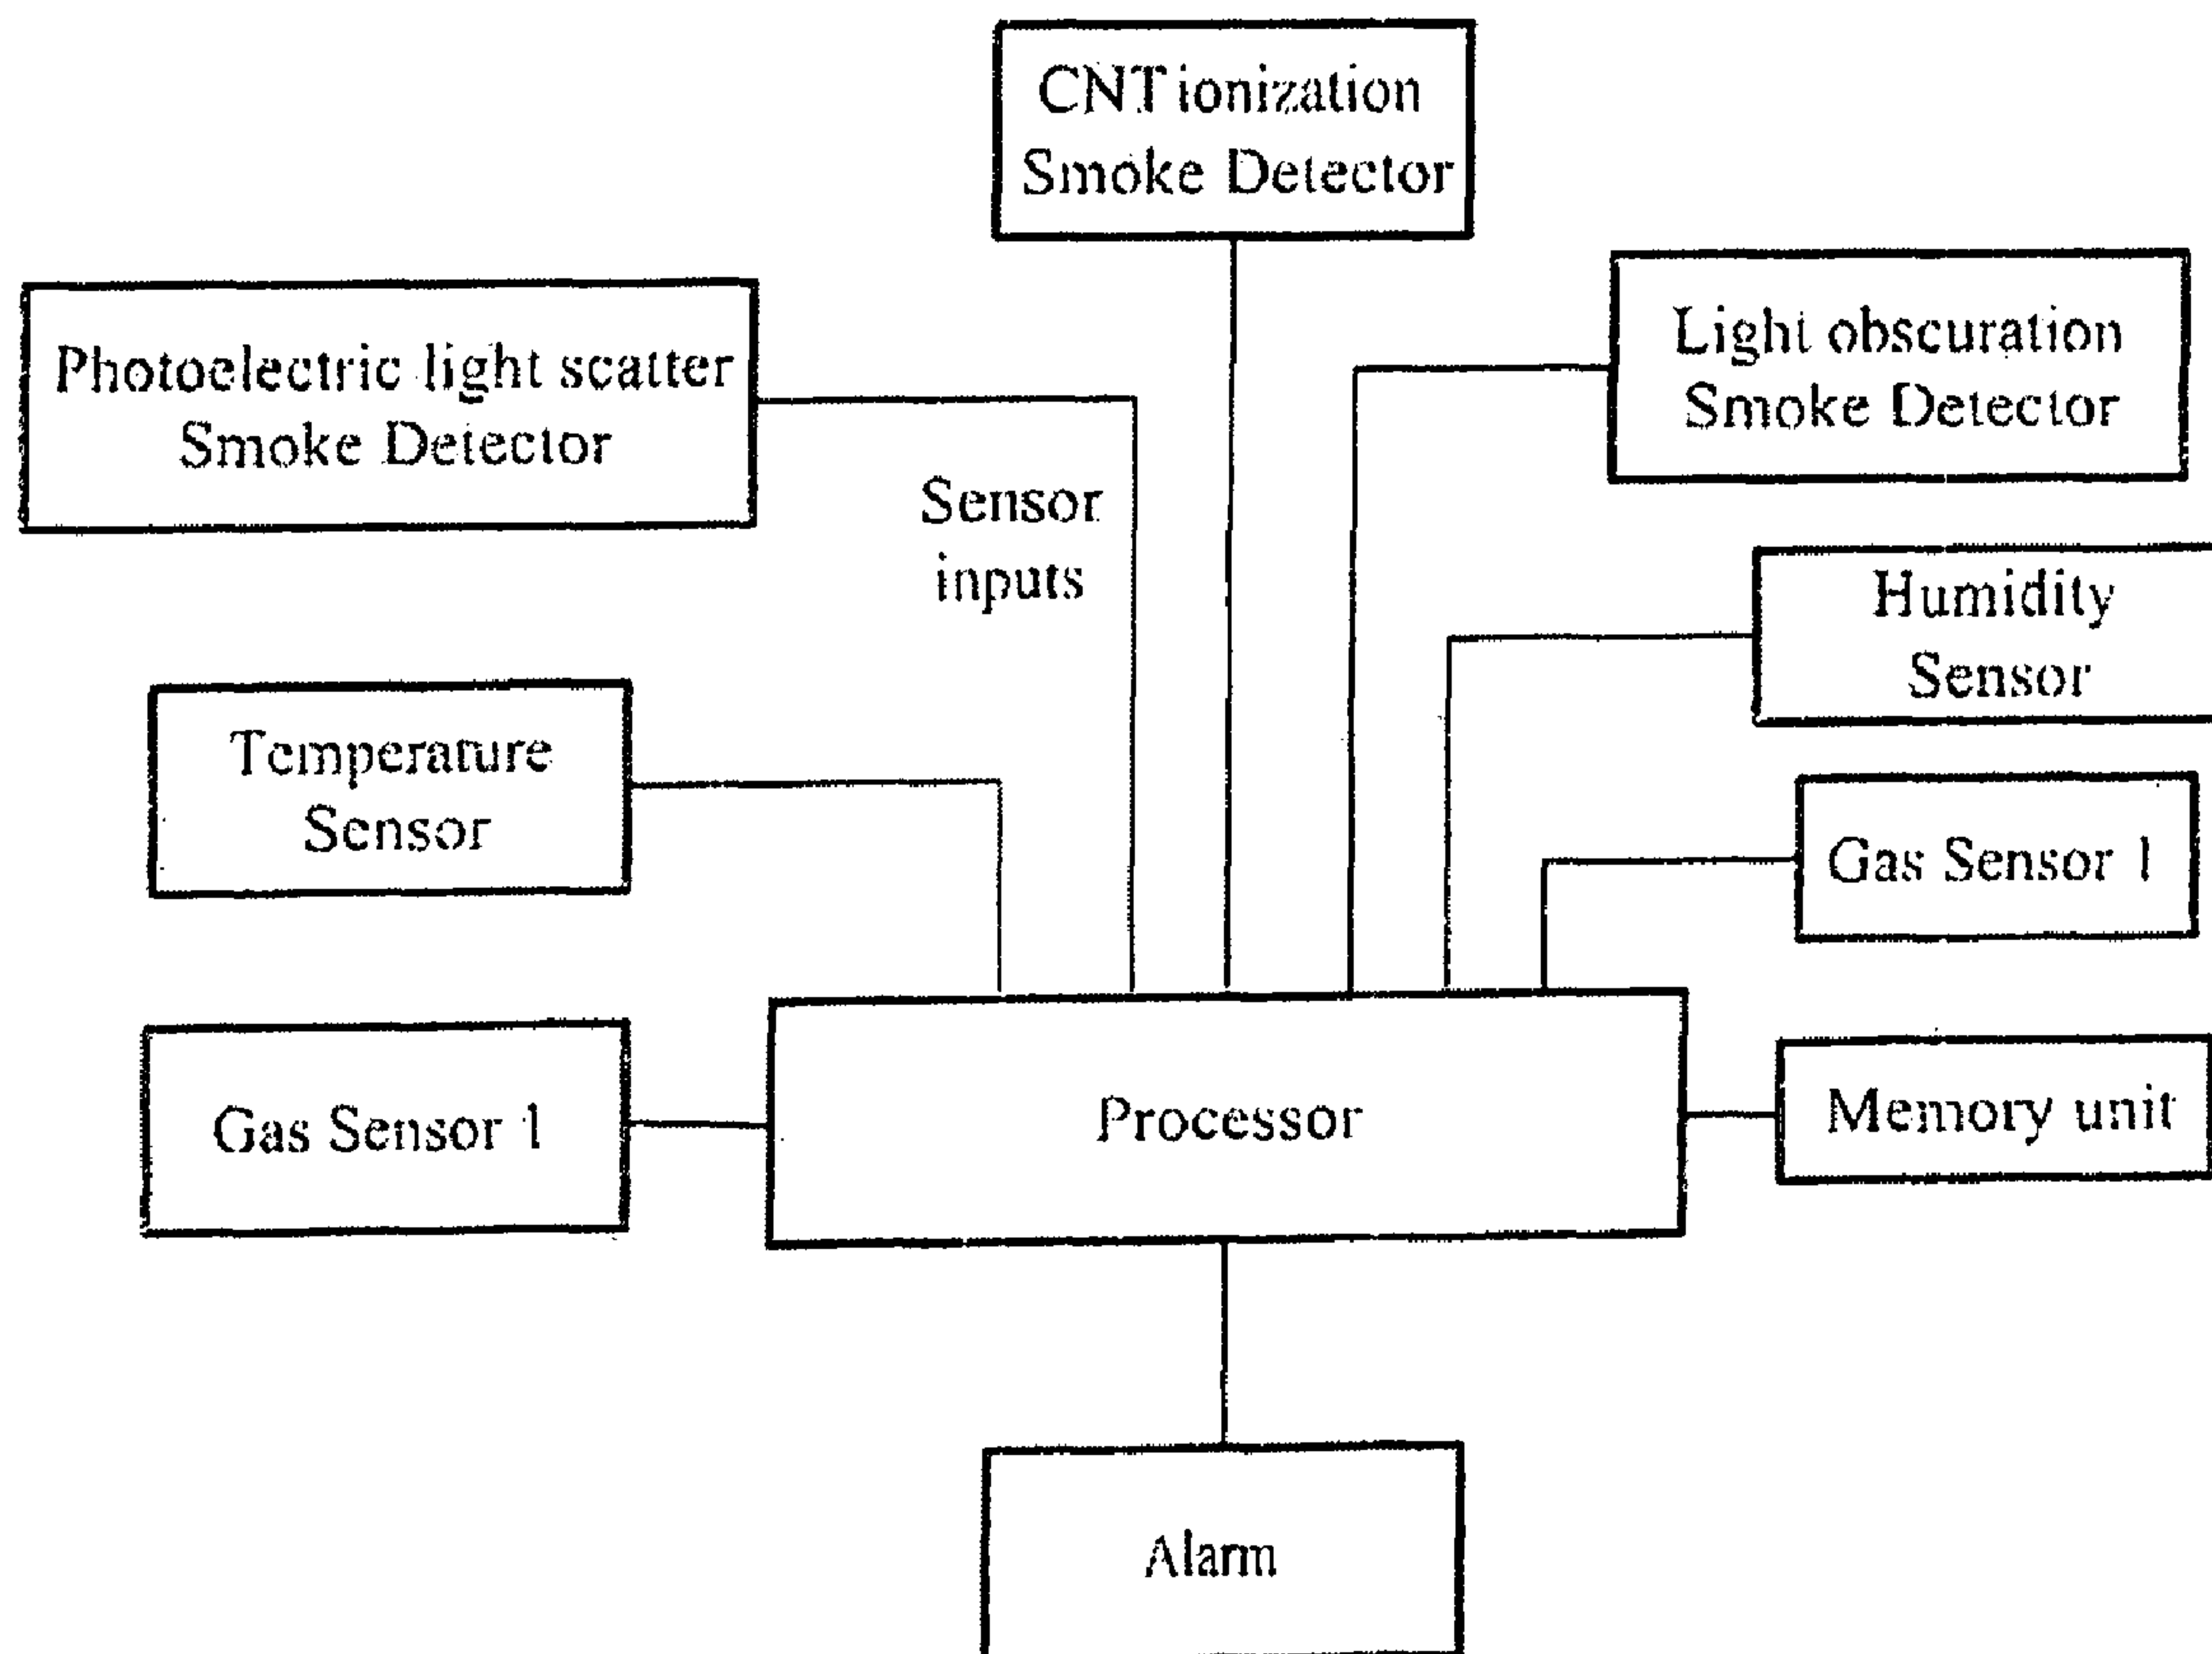 CNT ionization
Smoke Detector
Photoelectric light scatter
Smoke Detector
Light obscuration
Smoke Detector
Sensor
inputs
Humidity
Sensor
Temperature
Sensor
Gas Sensor 1
Gas Sensor 1
Processor
Memory unit
Alarm